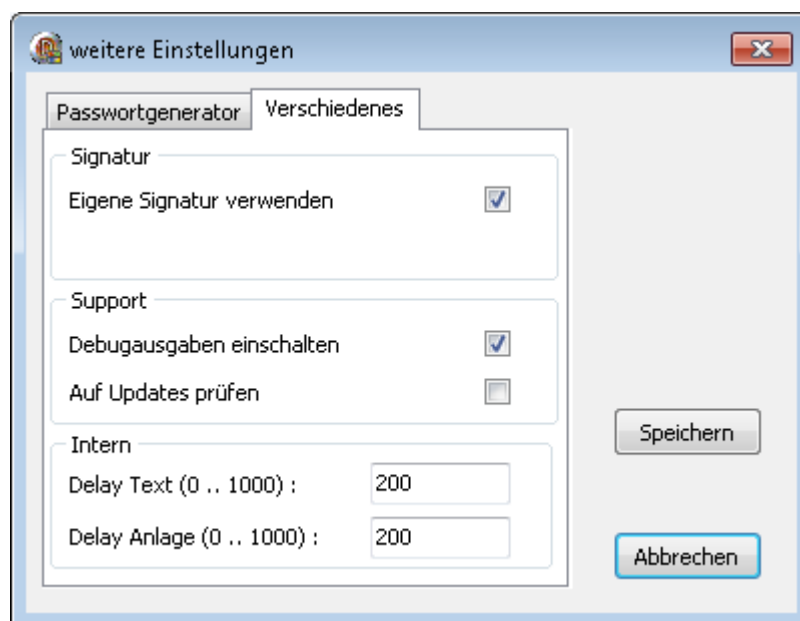 weitere Einstellungen
Passwortgenerator Verschiedenes
Signatur
Eigene Signatur verwenden
Support
Debugausgaben einschalten
Auf Updates prüfen
Intern
Delay Text (0 .. 1000) : 200
Delay Anlage (0 .. 1000) : 200
Speichern
Abbrechen